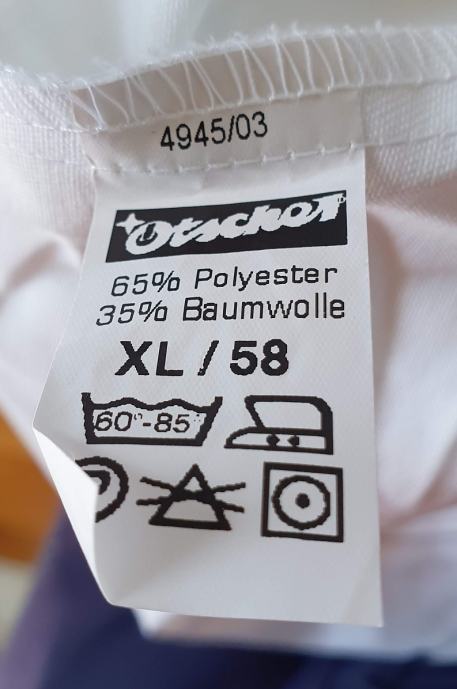 4945/03
Otscher
65% Polyester
35% Baumwolle
XL / 58
60°-85°
P